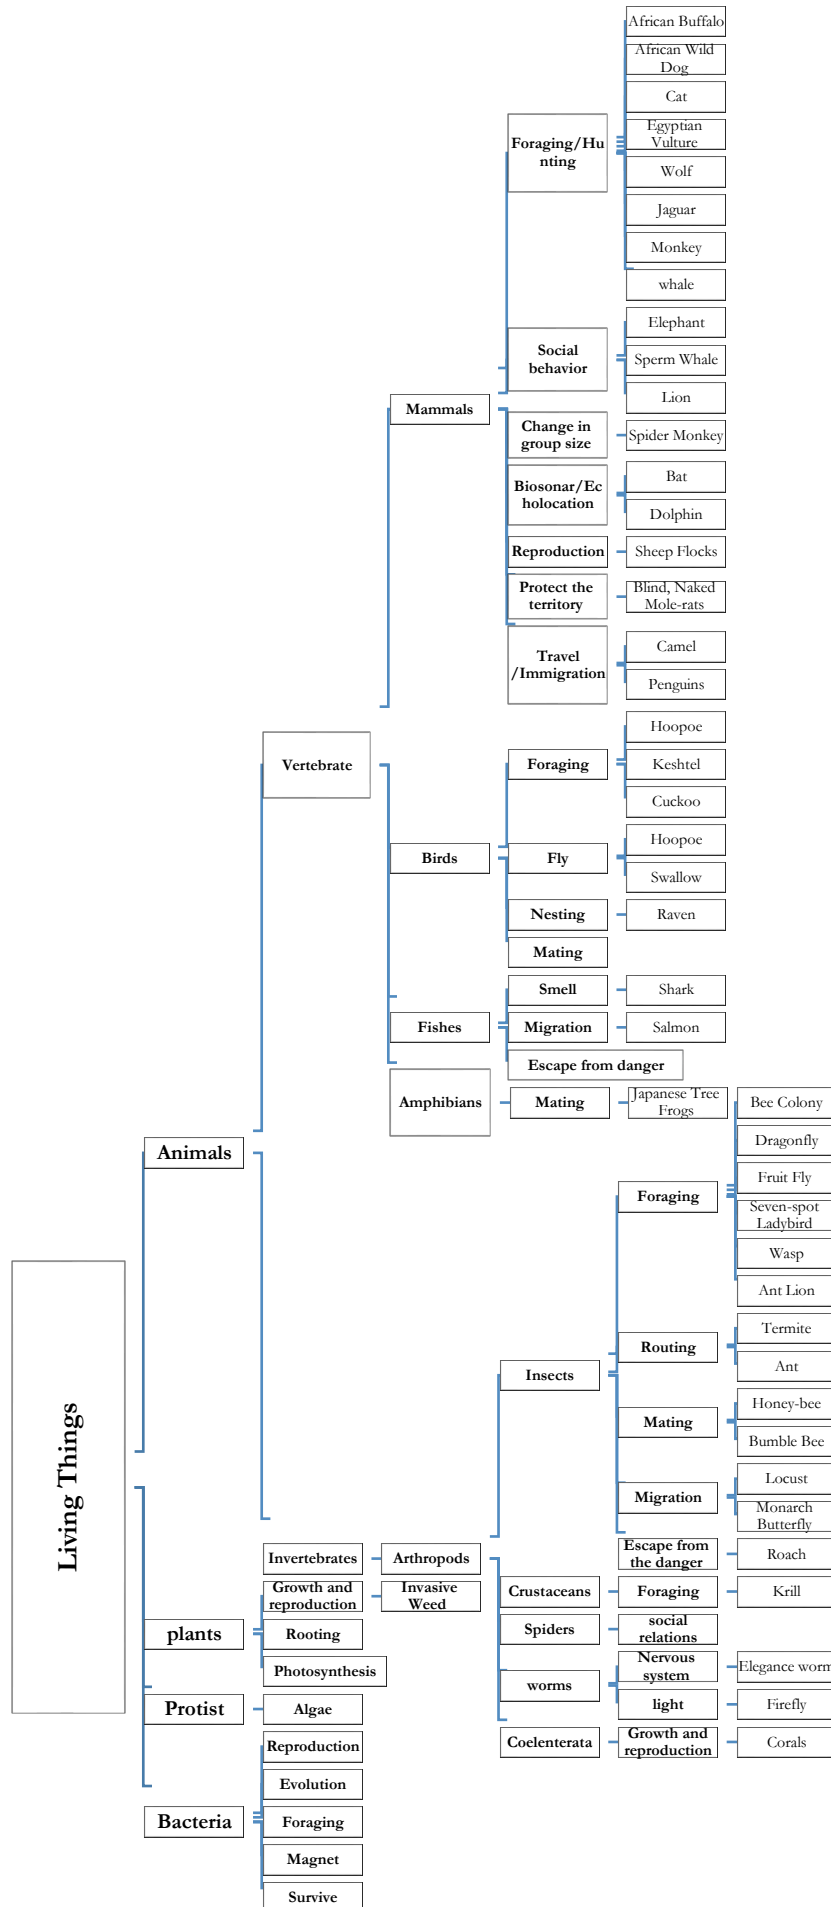 African Buffalo
African Wild
Dog
Cat
Foraging/Hu
nting
Egyptian
Vulture
Wolf
Jaguar
Monkey
whale
Elephant
Social
behavior
Sperm Whale
Lion
Mammals
Change in
group size
Spider Monkey
Biosonar/Ec
holocation
Bat
Dolphin
Reproduction
Sheep Flocks
Protect the
territory
Blind, Naked
Mole-rats
Travel
/Immigration
Camel
Penguins
Vertebrate
Hoopoe
Foraging
Keshtel
Cuckoo
Birds
Hoopoe
Fly
Swallow
Nesting
Raven
Mating
Smell
Shark
Fishes
Migration
Salmon
Escape from danger
Amphibians
Mating
Japanese Tree
Frogs
Animals
Bee Colony
Dragonfly
Foraging
Fruit Fly
Seven-spot
Ladybird
Wasp
Ant Lion
Termite
Routing
Ant
Insects
Honey-bee
Mating
Bumble Bee
Locust
Migration
Monarch
Butterfly
Escape from
the danger
Roach
Living Things
Invertebrates
Arthropods
Crustaceans
Foraging
Krill
Growth and
reproduction
Invasive
Weed
plants
Rooting
Photosynthesis
Spiders
social
relations
worms
Nervous
system
Elegance worm
light
Firefly
Protist
Algae
Coelenterata
Growth and
reproduction
Corals
Reproduction
Evolution
Bacteria
Foraging
Magnet
Survive